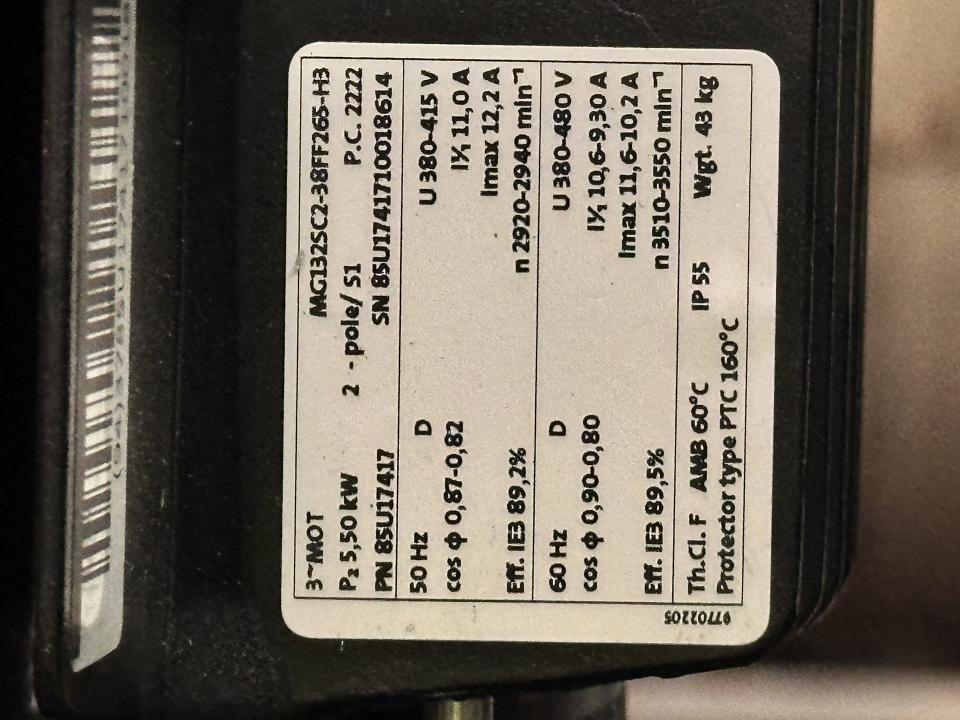 3~MOT MG132SC2-38FF265-H3
P₂ 5,50 kW 2 - pole/ S1 P.C. 2222
PN 85U17417 SN 85U174171001​8614
50 Hz D U 380-415 V
cos φ 0,87-0,82 I1/1 11,0 A
Imax 12,2 A
Eff. IE3 89,2% n 2920-2940 min⁻¹
60 Hz D U 380-480 V
cos φ 0,90-0,80 I1/1 10,6-9,30 A
Imax 11,6-10,2 A
Eff. IE3 89,5% n 3510-3550 min⁻¹
Th.Cl. F AMB 60°C IP 55 Wgt. 43 kg
Protector type PTC 160°C
97702205